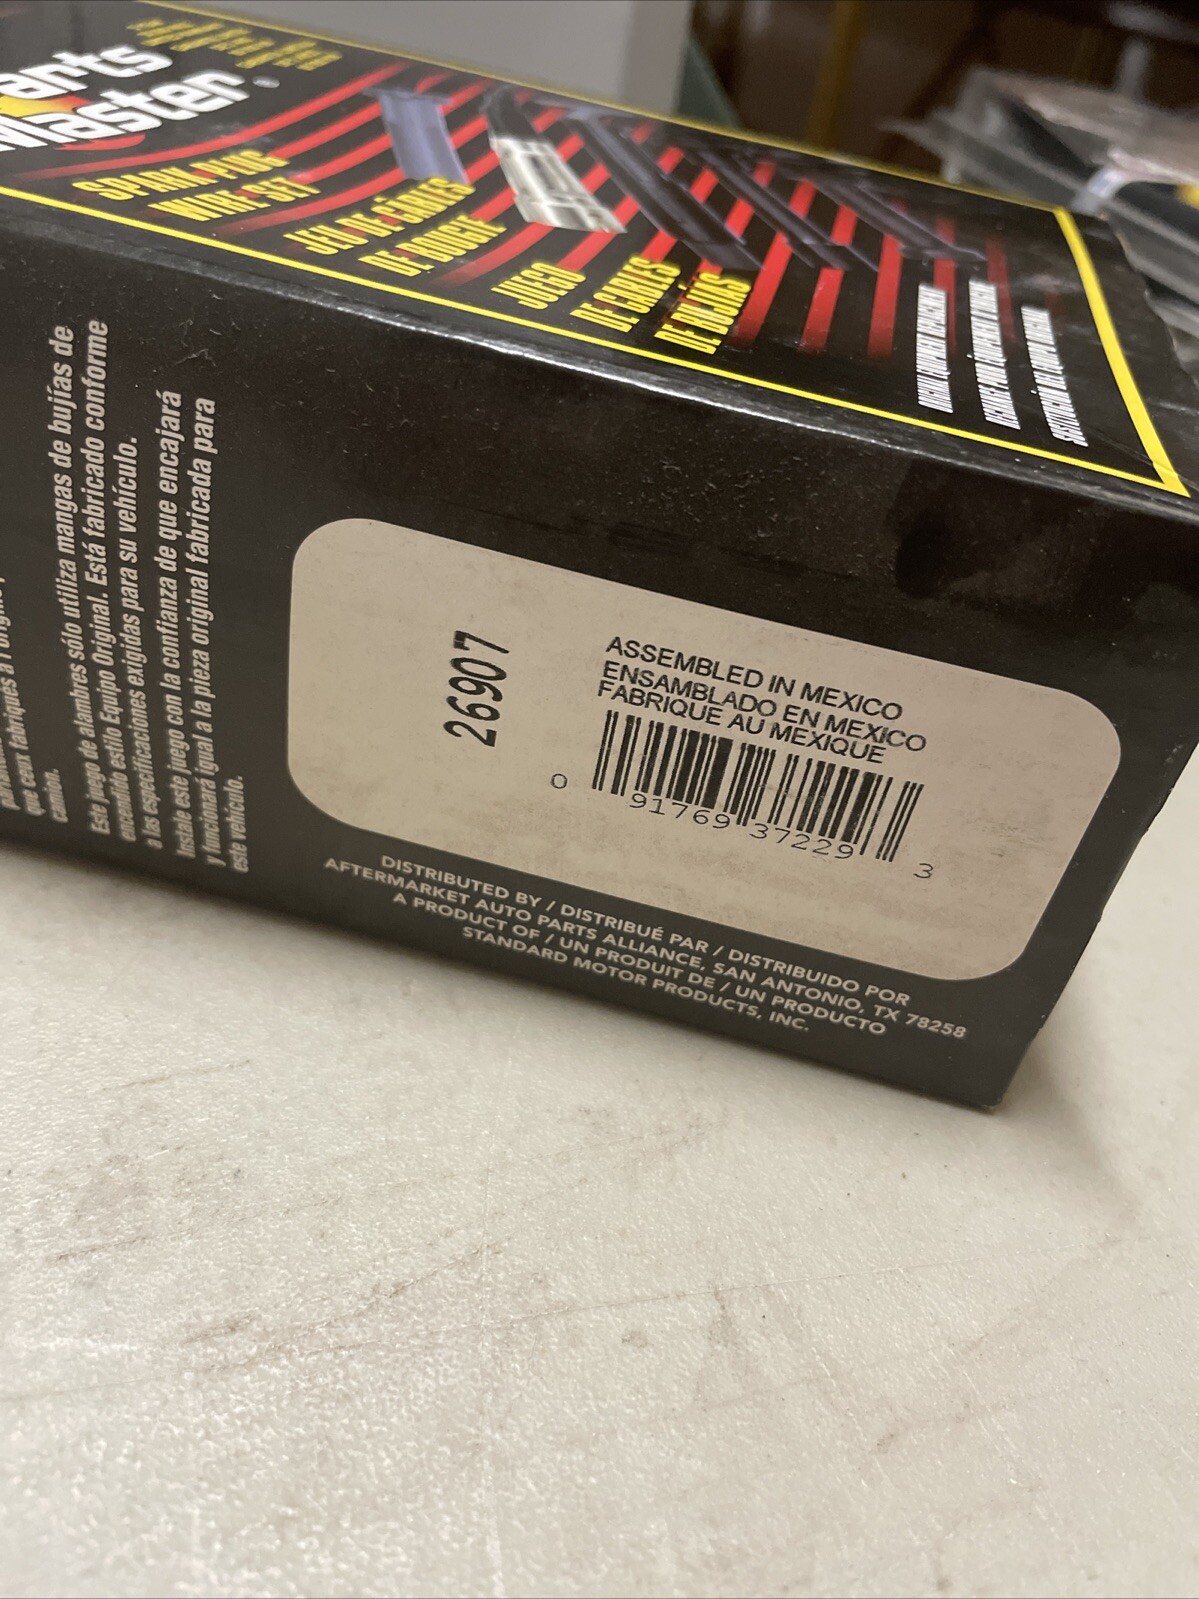 arts
Master®
SPARK PLUG
WIRE SET
JEU DE CÂBLES
DE BOUGIE
JUEGO
DE CABLES
DE BUJÍAS
que ceux fabriqués à l'origine
Este juego de alambres sólo utiliza mangas de bujías de
encendido estilo Equipo Original. Está fabricado conforme
a las especificaciones exigidas para su vehículo.
Instale este juego con la confianza de que encajará
y funcionará igual a la pieza original fabricada para
este vehículo.
26907
ASSEMBLED IN MEXICO
ENSAMBLADO EN MEXICO
FABRIQUE AU MEXIQUE
0 91769 37229 3
DISTRIBUTED BY / DISTRIBUÉ PAR / DISTRIBUIDO POR
AFTERMARKET AUTO PARTS ALLIANCE, SAN ANTONIO, TX 78258
A PRODUCT OF / UN PRODUIT DE / UN PRODUCTO
STANDARD MOTOR PRODUCTS, INC.